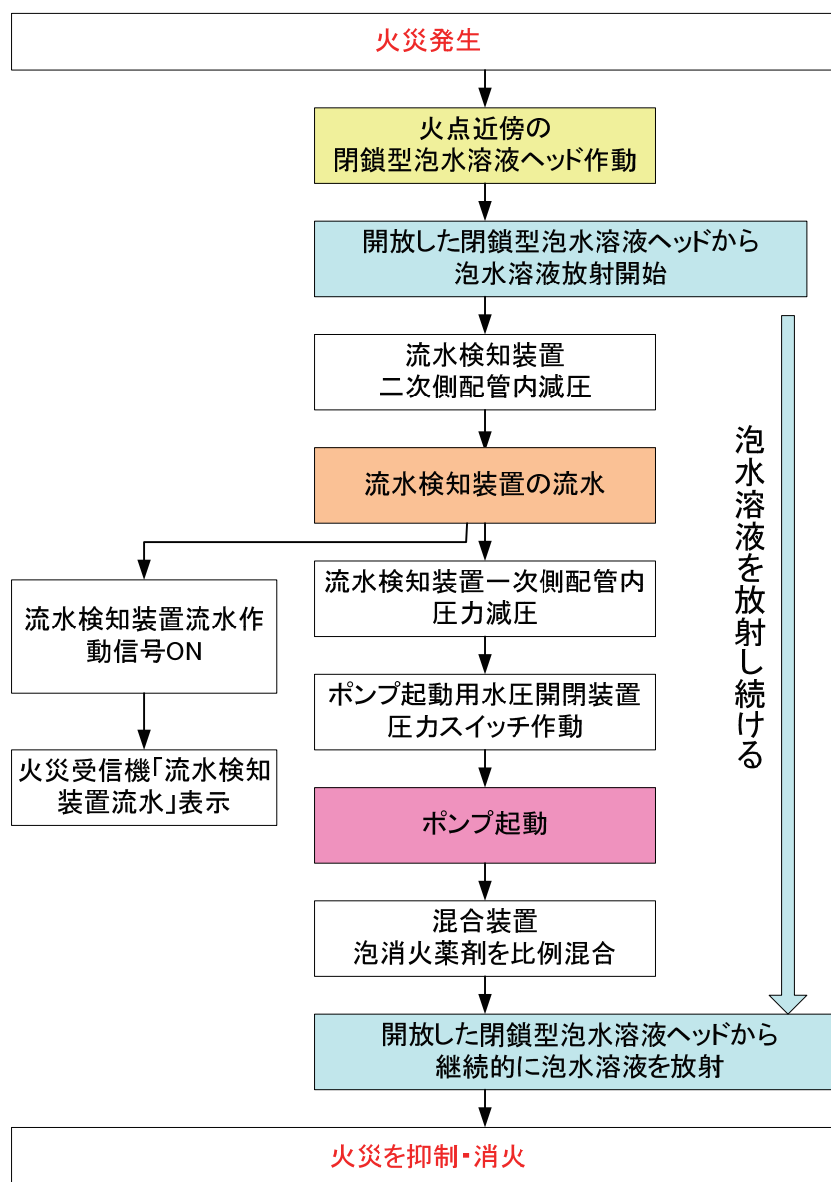 火災発生
火点近傍の
閉鎖型泡水溶液ヘッド作動
開放した閉鎖型泡水溶液ヘッドから
泡水溶液放射開始
流水検知装置
二次側配管内減圧
流水検知装置の流水
流水検知装置流水作
動信号ON
火災受信機「流水検知
装置流水」表示
流水検知装置一次側配管内
圧力減圧
ポンプ起動用水圧開閉装置
圧力スイッチ作動
ポンプ起動
混合装置
泡消火薬剤を比例混合
泡水溶液を放射し続ける
開放した閉鎖型泡水溶液ヘッドから
継続的に泡水溶液を放射
火災を抑制・消火